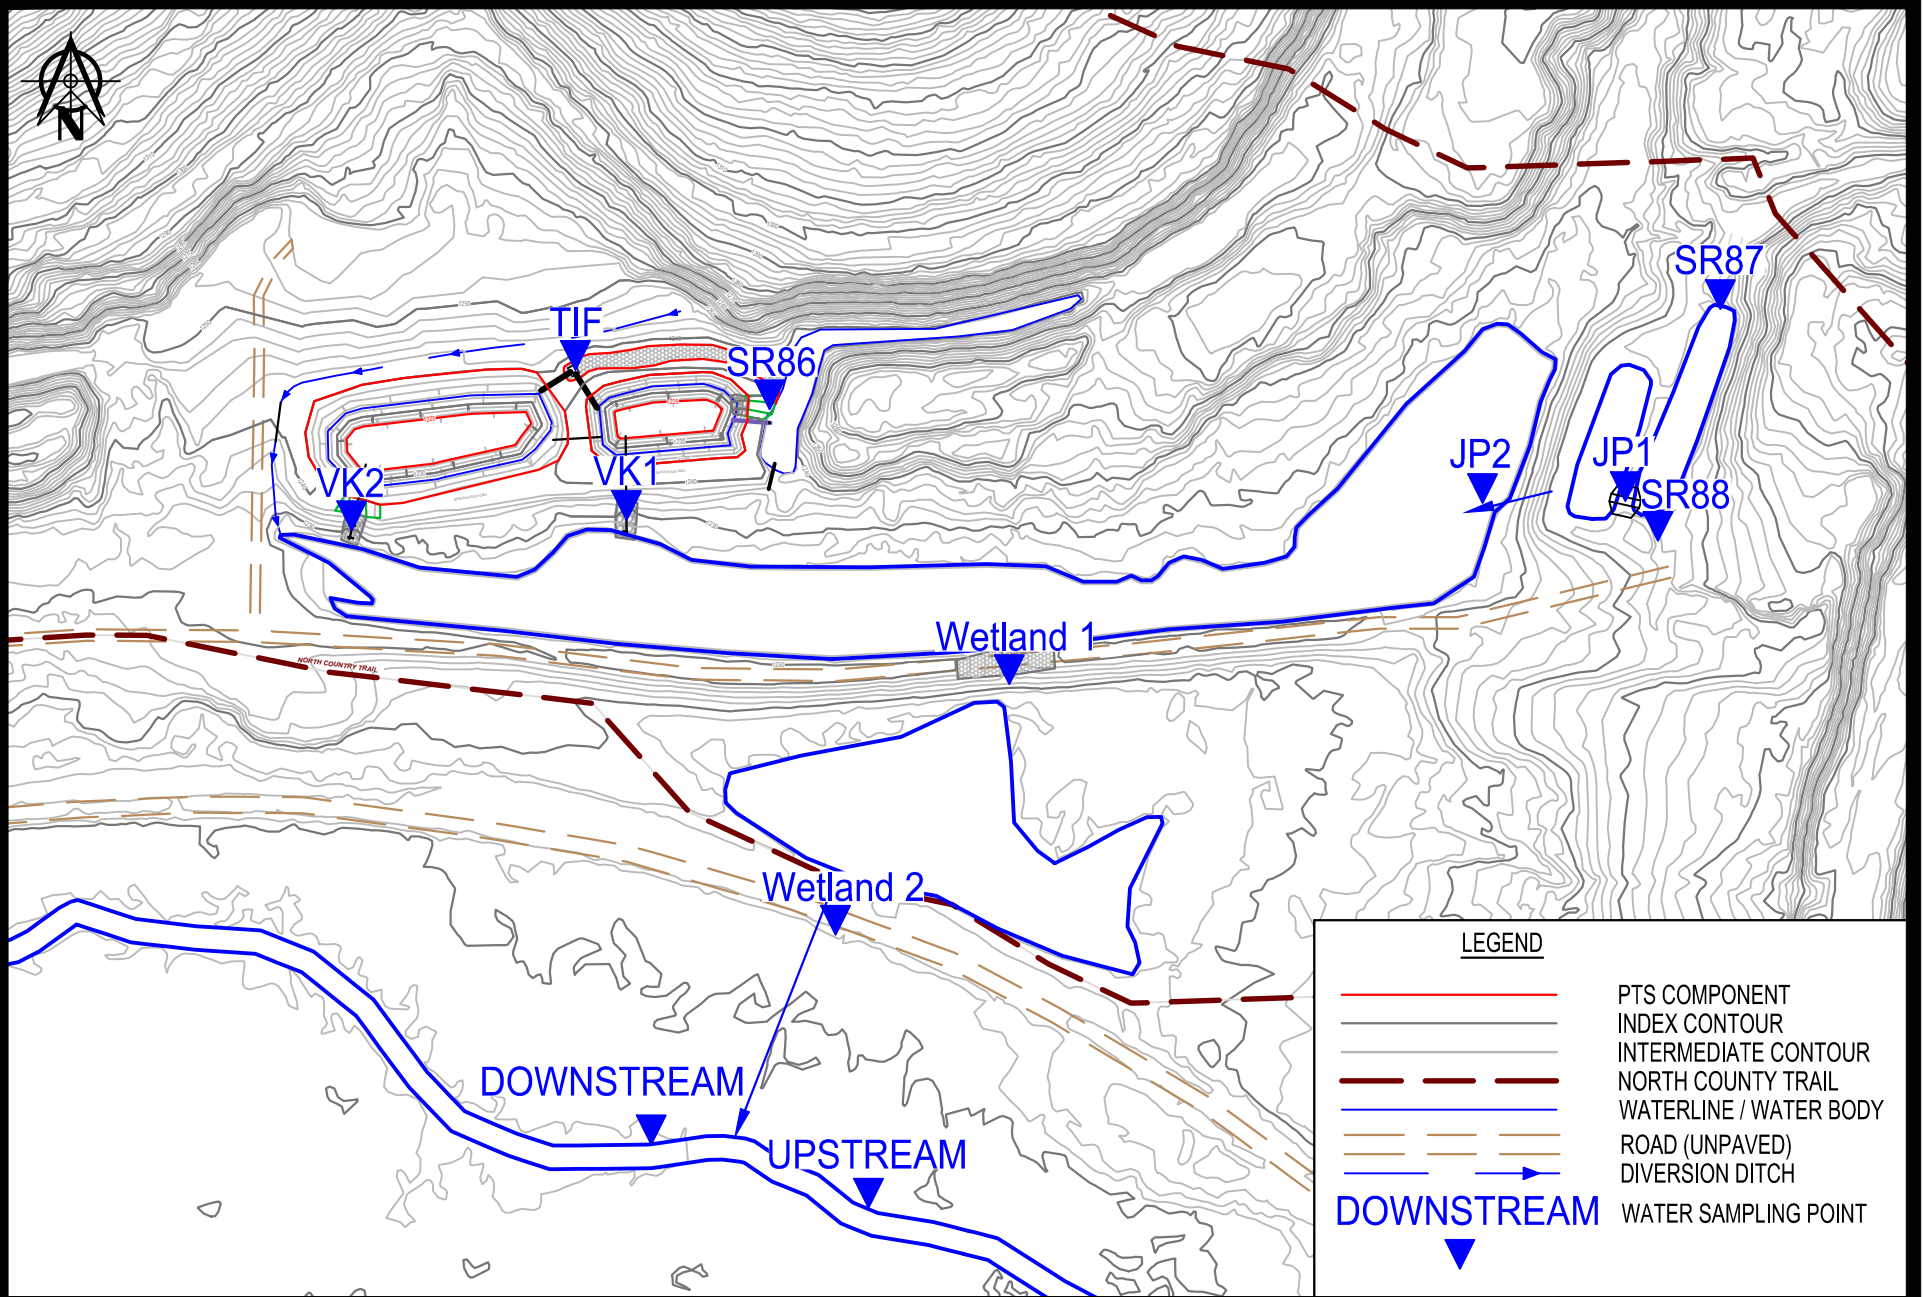 N
SR87
TIF
SR86
JP2
JP1
VK1
VK2
SR88
Wetland 1
NORTH COUNTRY TRAIL
Wetland 2
DOWNSTREAM
UPSTREAM
LEGEND
PTS COMPONENT
INDEX CONTOUR
INTERMEDIATE CONTOUR
NORTH COUNTY TRAIL
WATERLINE / WATER BODY
ROAD (UNPAVED)
DIVERSION DITCH
DOWNSTREAM WATER SAMPLING POINT